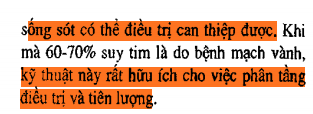 sống sót có thể điều trị can thiệp được. Khi
mà 60-70% suy tim là do bệnh mạch vành,
kỹ thuật này rất hữu ích cho việc phân tầng
điều trị và tiên lượng.